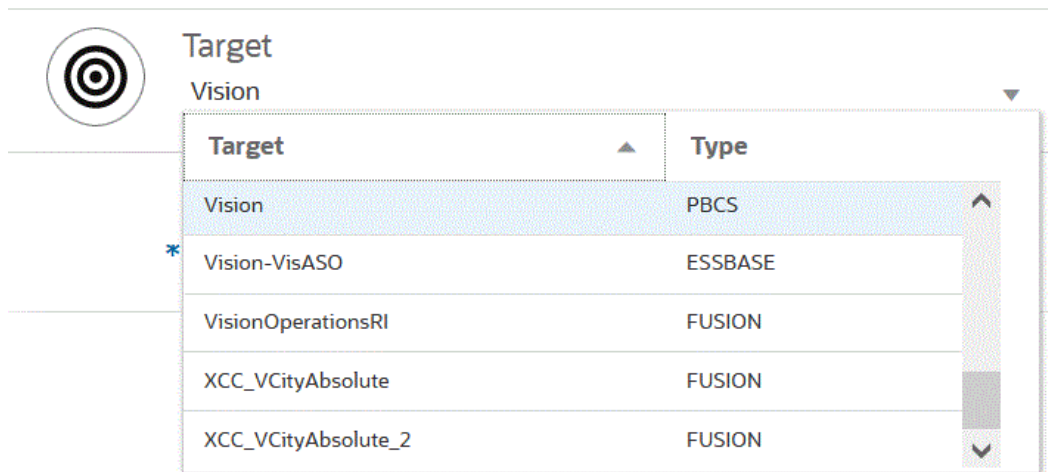 Target
Vision
Target Type
Vision PBCS
*
Vision-VisASO ESSBASE
VisionOperationsRI FUSION
XCC_VCityAbsolute FUSION
XCC_VCityAbsolute_2 FUSION